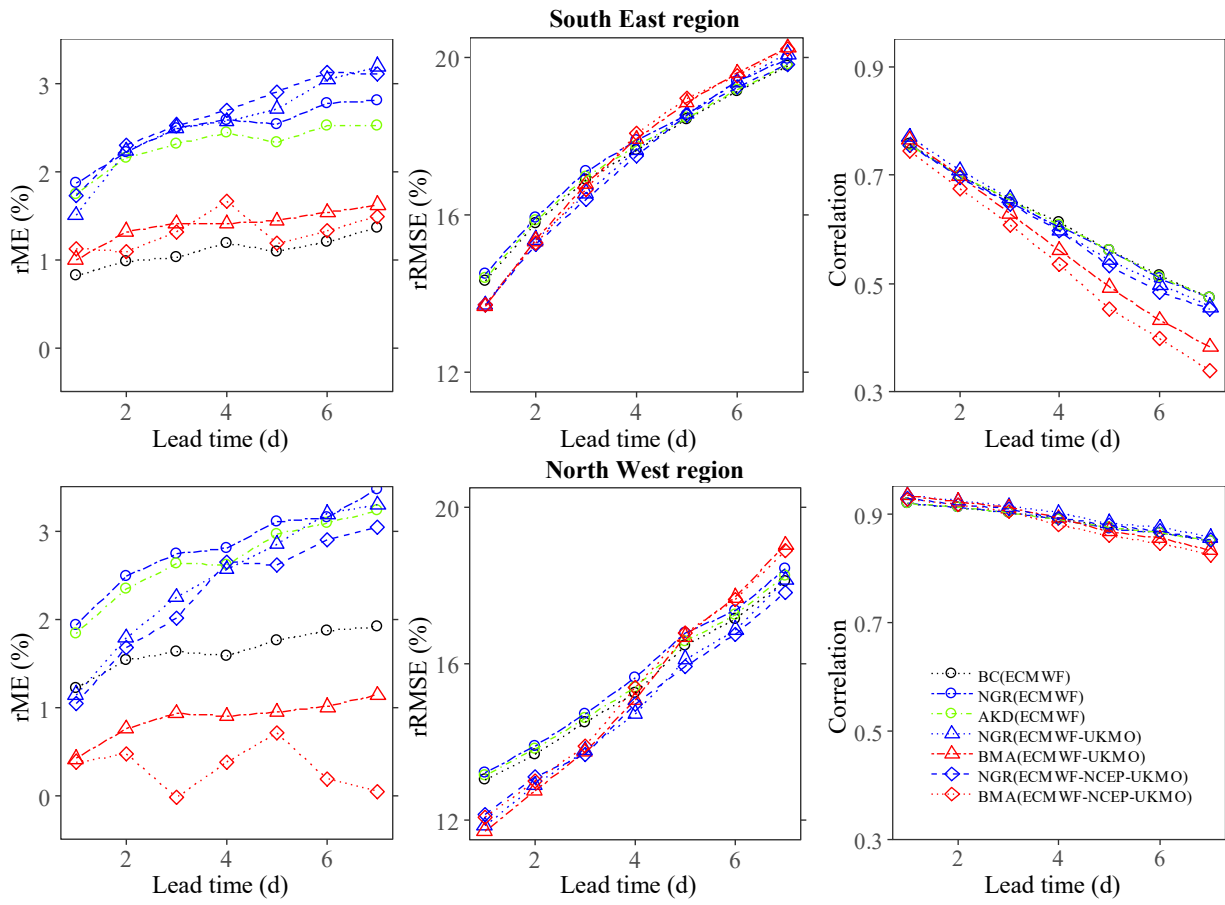 South East region
rME (%)
3
2
1
0
2
4
6
Lead time (d)
rRMSE (%)
20
16
12
2
4
6
Lead time (d)
Correlation
0.9
0.7
0.5
0.3
2
4
6
Lead time (d)
North West region
rME (%)
3
2
1
0
2
4
6
Lead time (d)
rRMSE (%)
20
16
12
2
4
6
Lead time (d)
Correlation
0.9
0.7
0.5
0.3
BC(ECMWF)
NGR(ECMWF)
AKD(ECMWF)
NGR(ECMWF-UKMO)
BMA(ECMWF-UKMO)
NGR(ECMWF-NCEP-UKMO)
BMA(ECMWF-NCEP-UKMO)
2
4
6
Lead time (d)